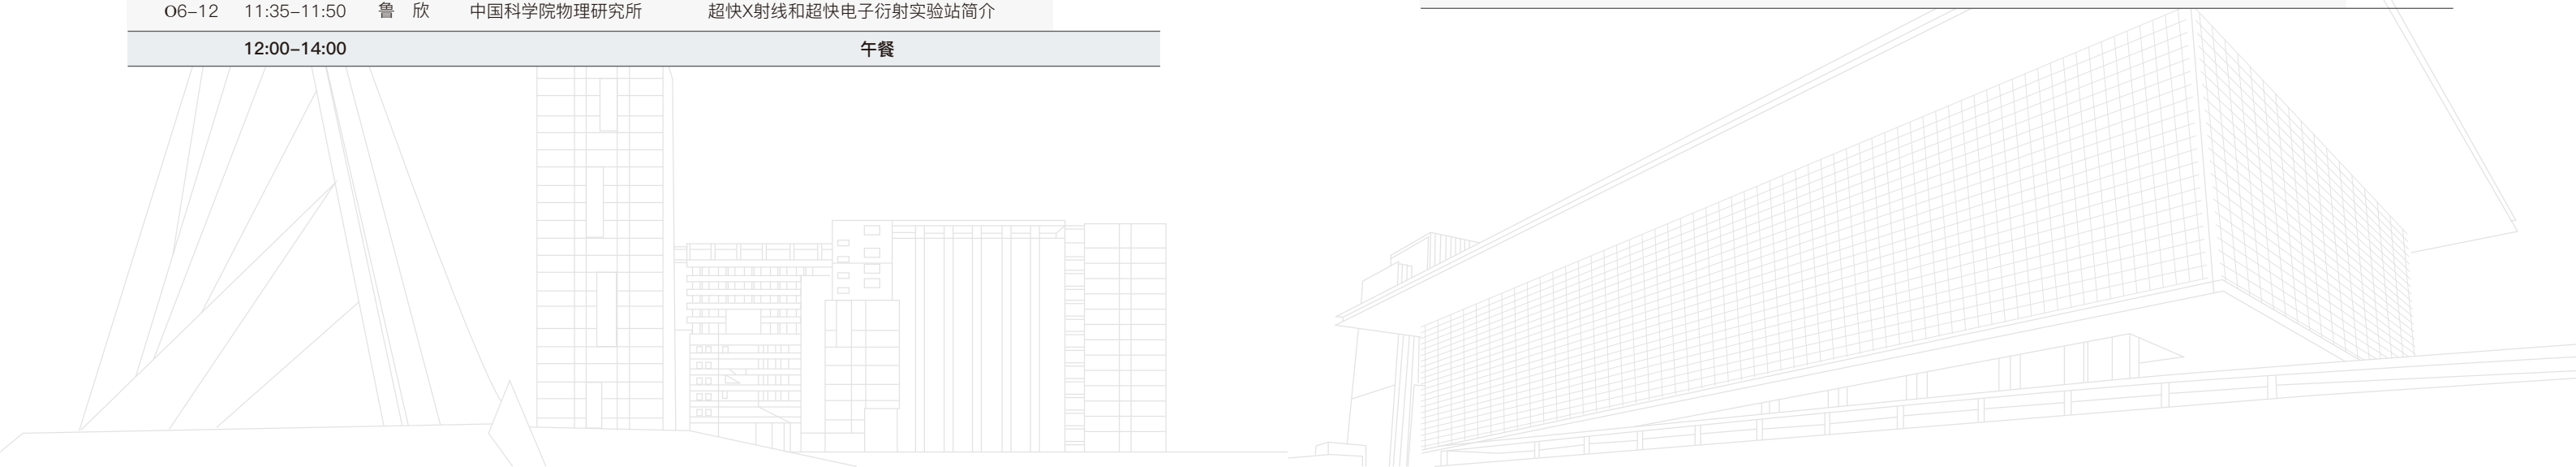 O6–12 11:35–11:50 鲁 欣 中国科学院物理研究所 超快X射线和超快电子衍射实验站简介
12:00–14:00 午餐